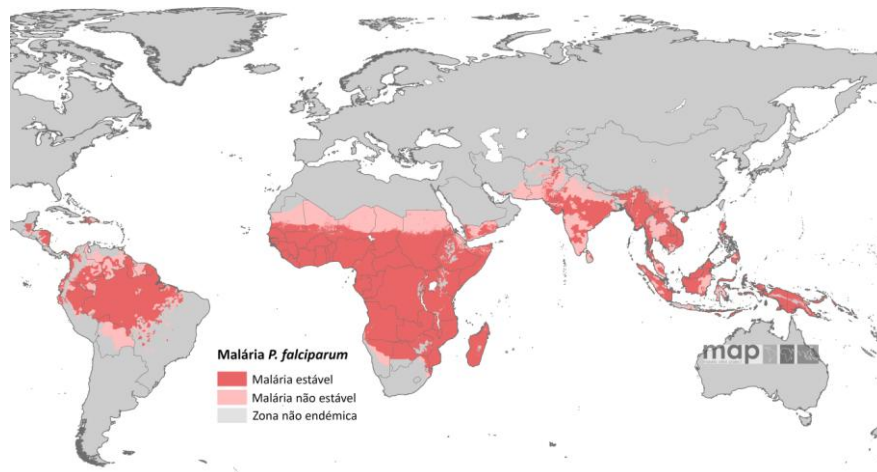 Malária P. falciparum
Malária estável
Malária não estável
Zona não endémica
map